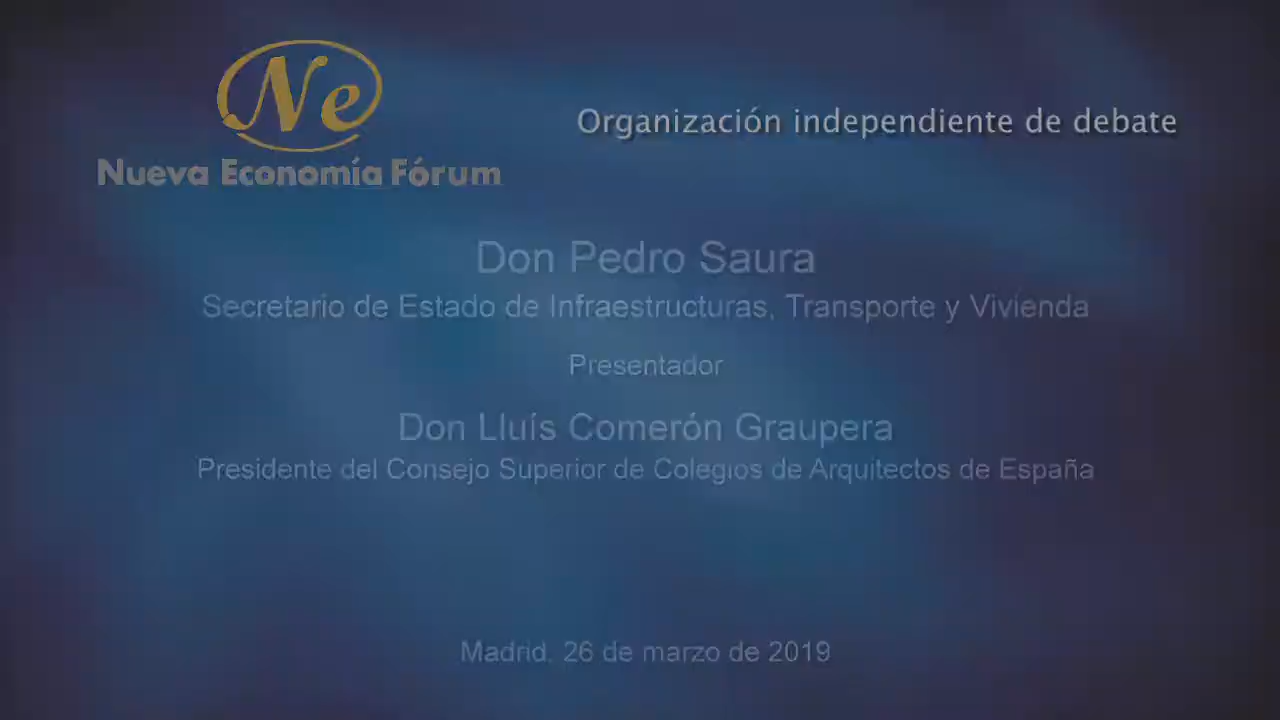 Ne
Nueva Economía Fórum
Organización independiente de debate
Don Pedro Saura
Secretario de Estado de Infraestructuras, Transporte y Vivienda
Presentador
Don Lluís Comerón Graupera
Presidente del Consejo Superior de Colegios de Arquitectos de España
Madrid, 26 de marzo de 2019